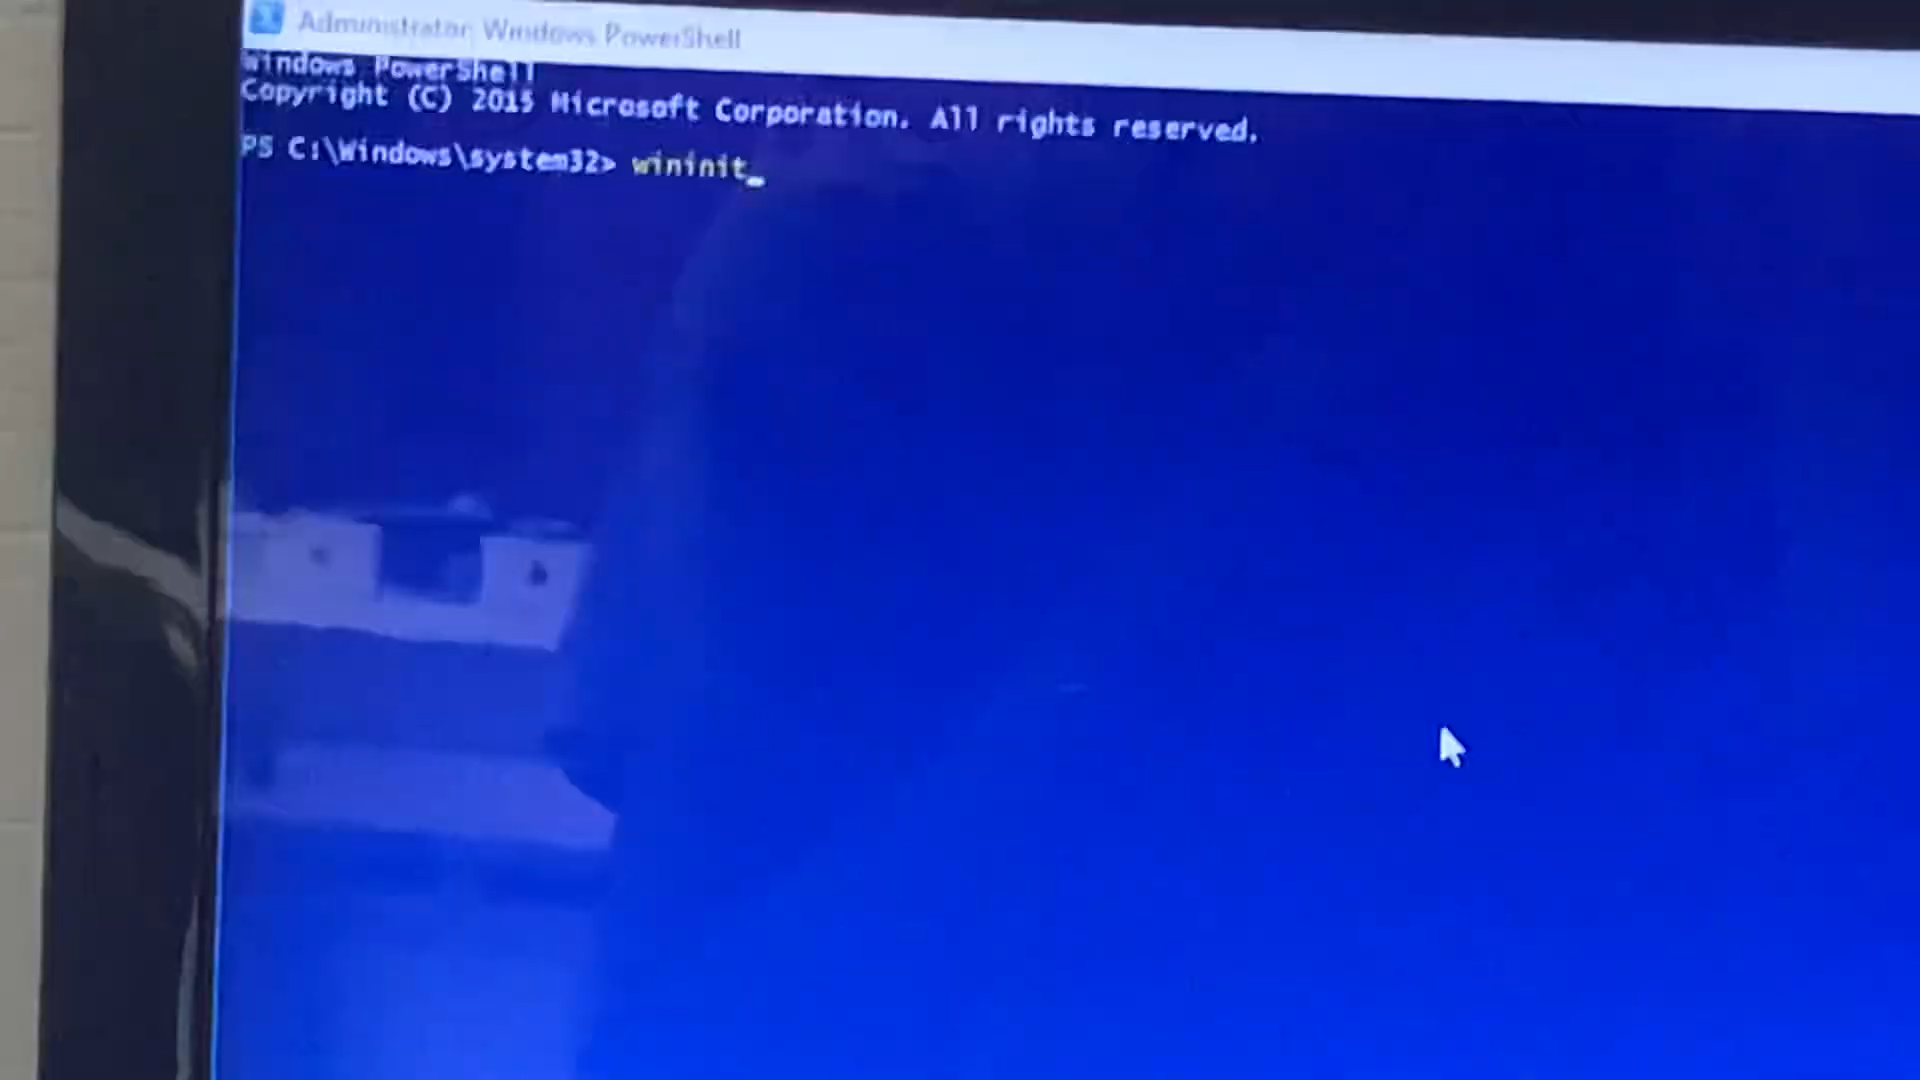 Administrator: Windows PowerShell
Windows PowerShell
Copyright (C) 2015 Microsoft Corporation. All rights reserved.
PS C:\Windows\system32> wininit_